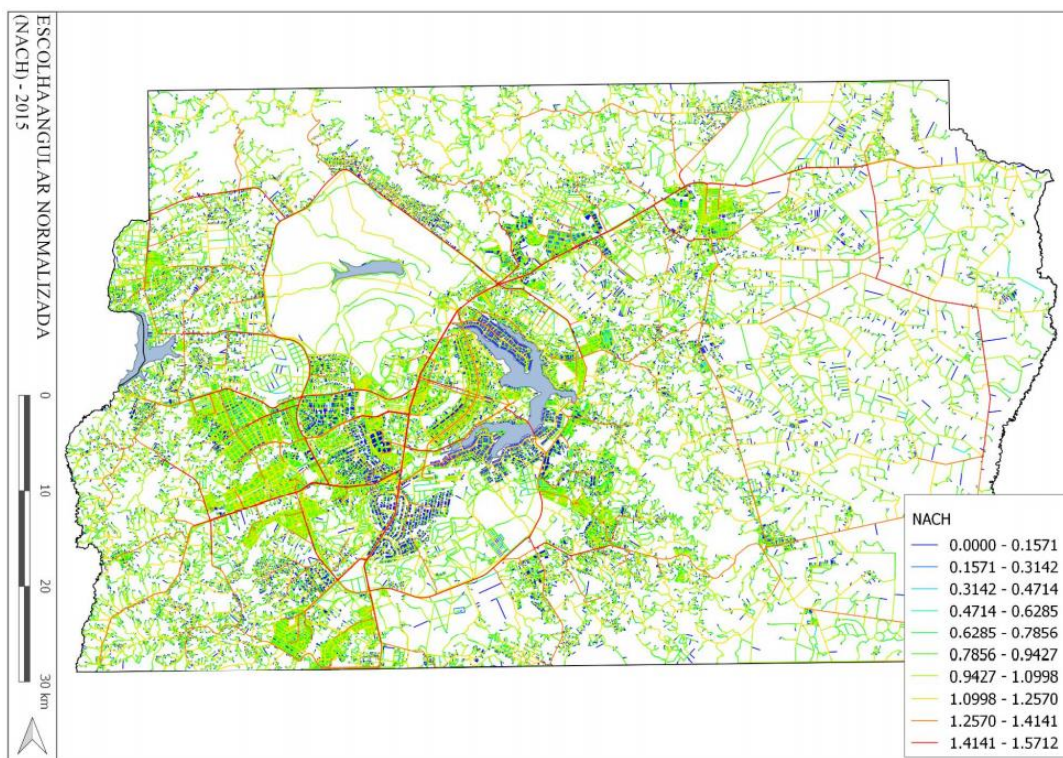 ESCOLHA ANGULAR NORMALIZADA
(NACH) - 2015
0
10
20
30 km
NACH
0.0000 - 0.1571
0.1571 - 0.3142
0.3142 - 0.4714
0.4714 - 0.6285
0.6285 - 0.7856
0.7856 - 0.9427
0.9427 - 1.0998
1.0998 - 1.2570
1.2570 - 1.4141
1.4141 - 1.5712